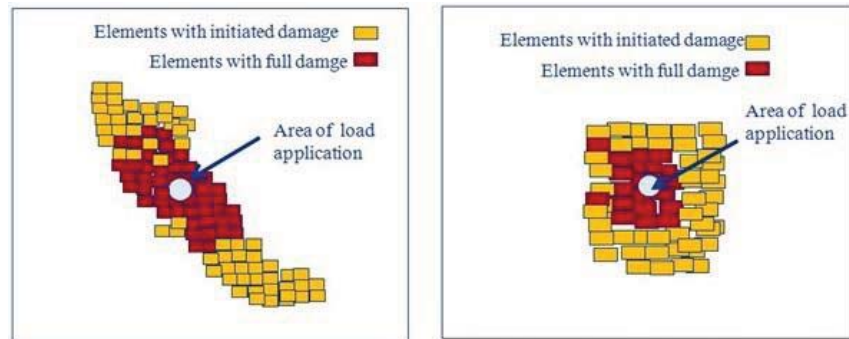 Elements with initiated damage
Elements with full damge
Area of load
application
Elements with initiated damage
Elements with full damge
Area of load
application